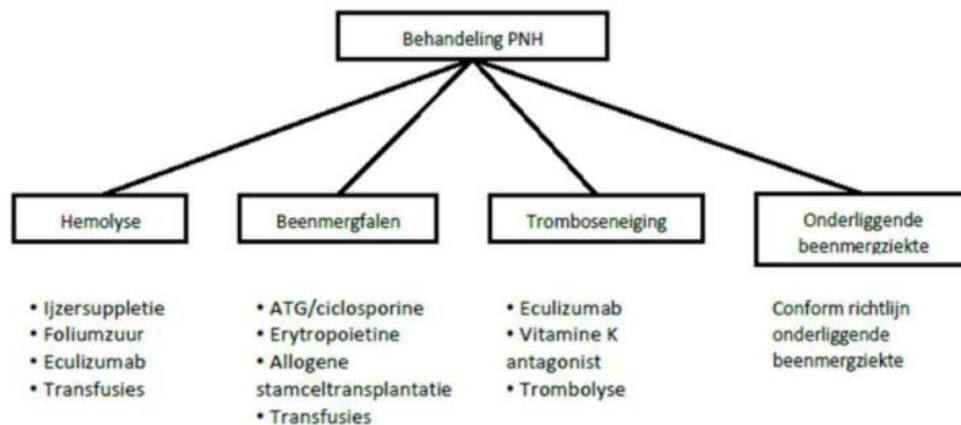 Behandeling PNH
Hemolyse
• Ijzersuppletie
• Foliumzuur
• Eculizumab
• Transfusies
Beenmergfalen
• ATG/ciclosporine
• Erytropoietine
• Allogene
stamceltransplantatie
• Transfusies
Tromboseneiging
• Eculizumab
• Vitamine K
antagonist
• Trombolyse
Onderliggende
beenmergziekte
Conform richtlijn
onderliggende
beenmergziekte